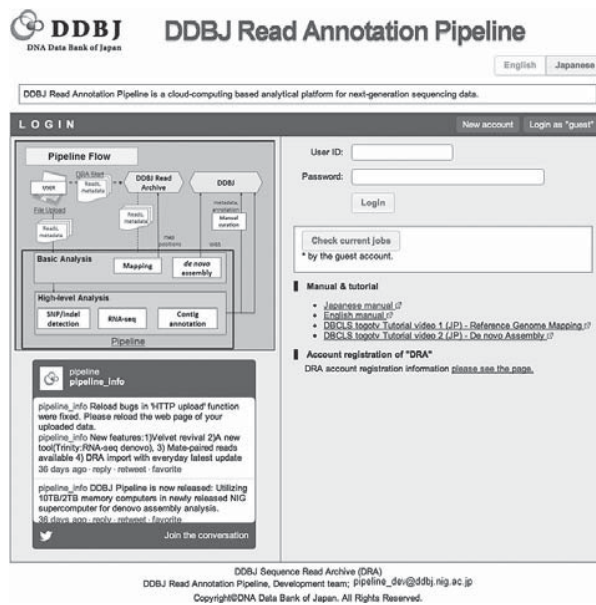 DDBJ
DNA Data Bank of Japan
DDBJ Read Annotation Pipeline
English
Japanese
DDBJ Read Annotation Pipeline is a cloud-computing based analytical platform for next-generation sequencing data.
LOGIN
New account
Login as "guest"
Pipeline Flow
USER
DRA Start
Reads, metadata
DDBJ Read Archive
DDBJ
File Upload
Reads, metadata
Reads, metadata
metadata, annotation
Manual curation
map positions
WGS
Basic Analysis
Mapping
de novo assembly
High-level Analysis
SNP/indel detection
RNA-seq
Contig annotation
Pipeline
pipeline
pipeline_info
pipeline_info Reload bugs in 'HTTP upload' function
were fixed. Please reload the web page of your
uploaded data.
pipeline_info New features:1)Velvet revival 2)A new
tool(Trinity:RNA-seq denovo), 3) Mate-paired reads
available 4) DRA import with everyday latest update
36 days ago · reply · retweet · favorite
pipeline_info DDBJ Pipeline is now released: Utilizing
10TB/2TB memory computers in newly released NIG
supercomputer for denovo assembly analysis.
36 days ago · reply · retweet · favorite
Join the conversation
User ID:
Password:
Login
Check current jobs
* by the guest account.
Manual & tutorial
Japanese manual
English manual
DBCLS togotv Tutorial video 1 (JP) - Reference Genome Mapping
DBCLS togotv Tutorial video 2 (JP) - De novo Assembly
Account registration of "DRA"
DRA account registration information please see the page.
DDBJ Sequence Read Archive (DRA)
DDBJ Read Annotation Pipeline, Development team; pipeline_dev@ddbj.nig.ac.jp
Copyright©DNA Data Bank of Japan. All Rights Reserved.